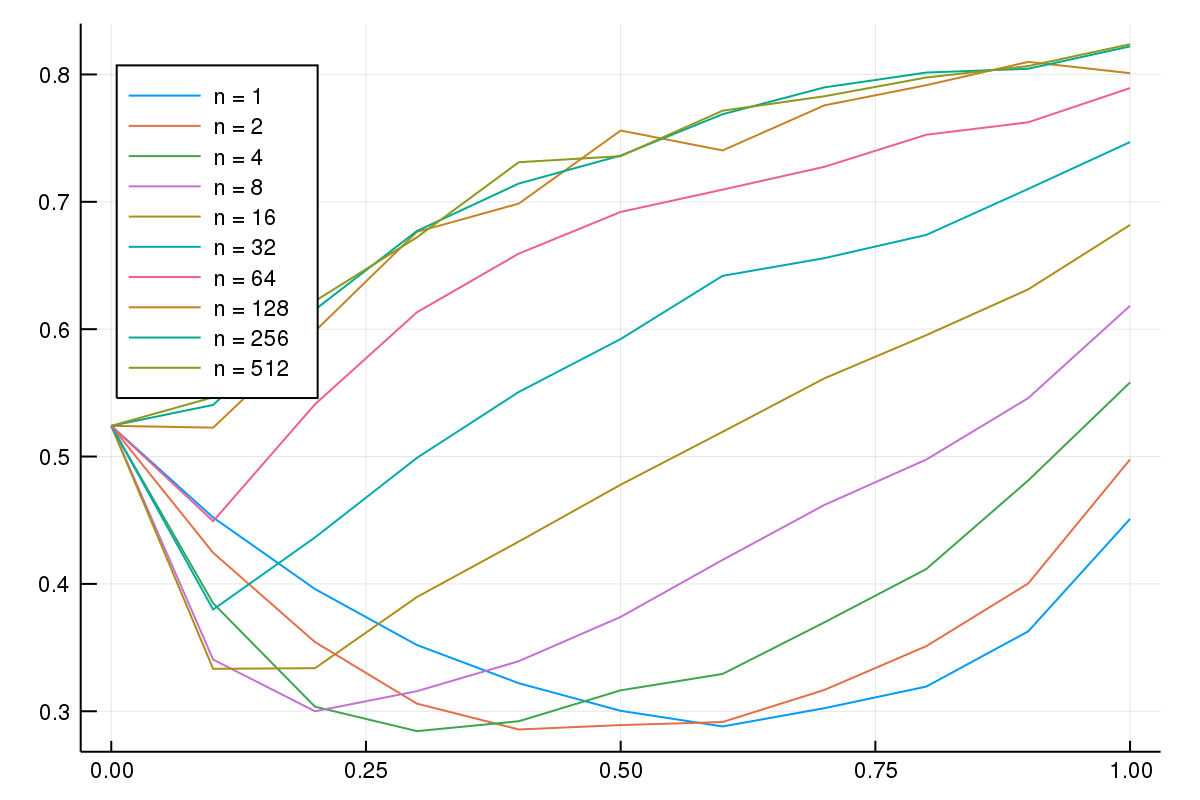 0.8
0.7
0.6
0.5
0.4
0.3
n = 1
n = 2
n = 4
n = 8
n = 16
n = 32
n = 64
n = 128
n = 256
n = 512
0.00 0.25 0.50 0.75 1.00